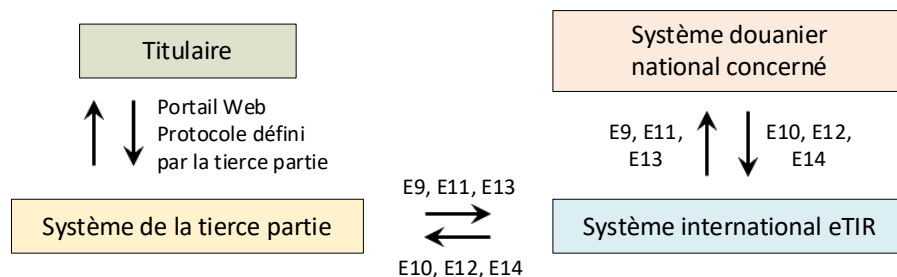 Titulaire
Système douanier
national concerné
Portail Web
Protocole défini
par la tierce partie
E9, E11,
E13
E10, E12,
E14
E9, E11, E13
Système de la tierce partie
Système international eTIR
E10, E12, E14